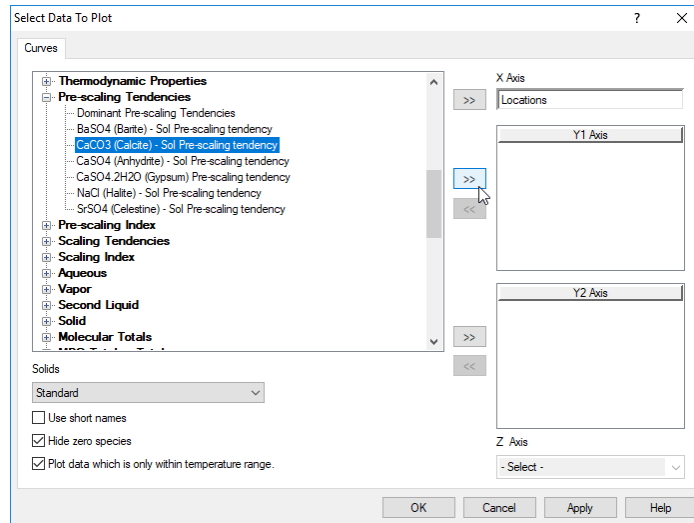 Select Data To Plot
?
Curves
Thermodynamic Properties
Pre-scaling Tendencies
Dominant Pre-scaling Tendencies
BaSO4 (Barite) - Sol Pre-scaling tendency
CaCO3 (Calcite) - Sol Pre-scaling tendency
CaSO4 (Anhydrite) - Sol Pre-scaling tendency
CaSO4.2H2O (Gypsum) Pre-scaling tendency
NaCl (Halite) - Sol Pre-scaling tendency
SrSO4 (Celestine) - Sol Pre-scaling tendency
Pre-scaling Index
Scaling Tendencies
Scaling Index
Aqueous
Vapor
Second Liquid
Solid
Molecular Totals
Solids
Standard
Use short names
Hide zero species
Plot data which is only within temperature range.
>>
>>
<<
>>
<<
X Axis
Locations
Y1 Axis
Y2 Axis
Z Axis
- Select -
OK
Cancel
Apply
Help